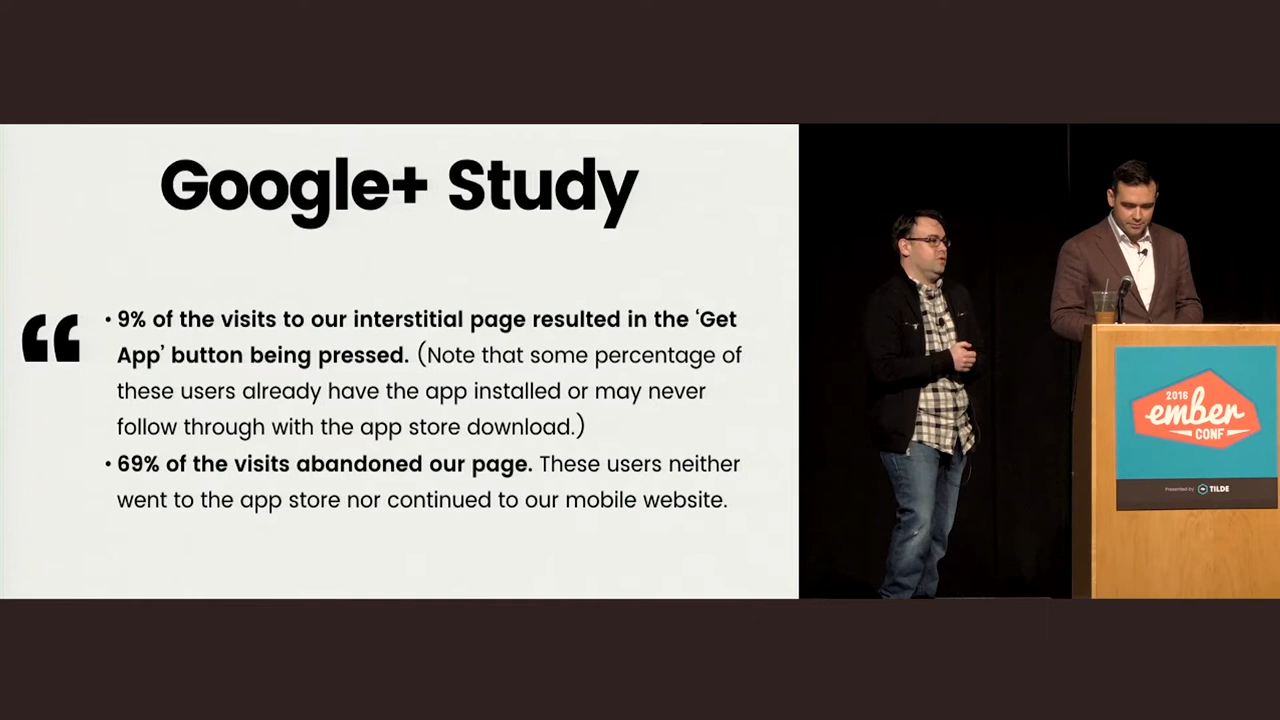 Google+ Study
“
• 9% of the visits to our interstitial page resulted in the ‘Get
App’ button being pressed. (Note that some percentage of
these users already have the app installed or may never
follow through with the app store download.)
• 69% of the visits abandoned our page. These users neither
went to the app store nor continued to our mobile website.
2016
ember
CONF
Presented by TILDE